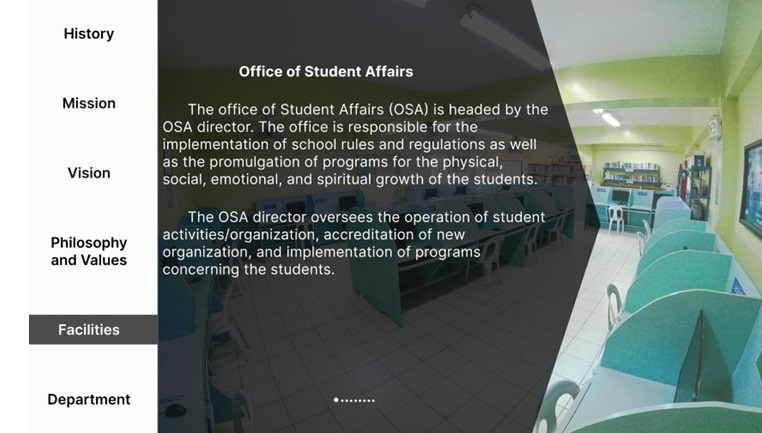 History
Mission
Vision
Philosophy
and Values
Facilities
Department
Office of Student Affairs
The office of Student Affairs (OSA) is headed by the
OSA director. The office is responsible for the
implementation of school rules and regulations as well
as the promulgation of programs for the physical,
social, emotional, and spiritual growth of the students.
The OSA director oversees the operation of student
activities/organization, accreditation of new
organization, and implementation of programs
concerning the students.